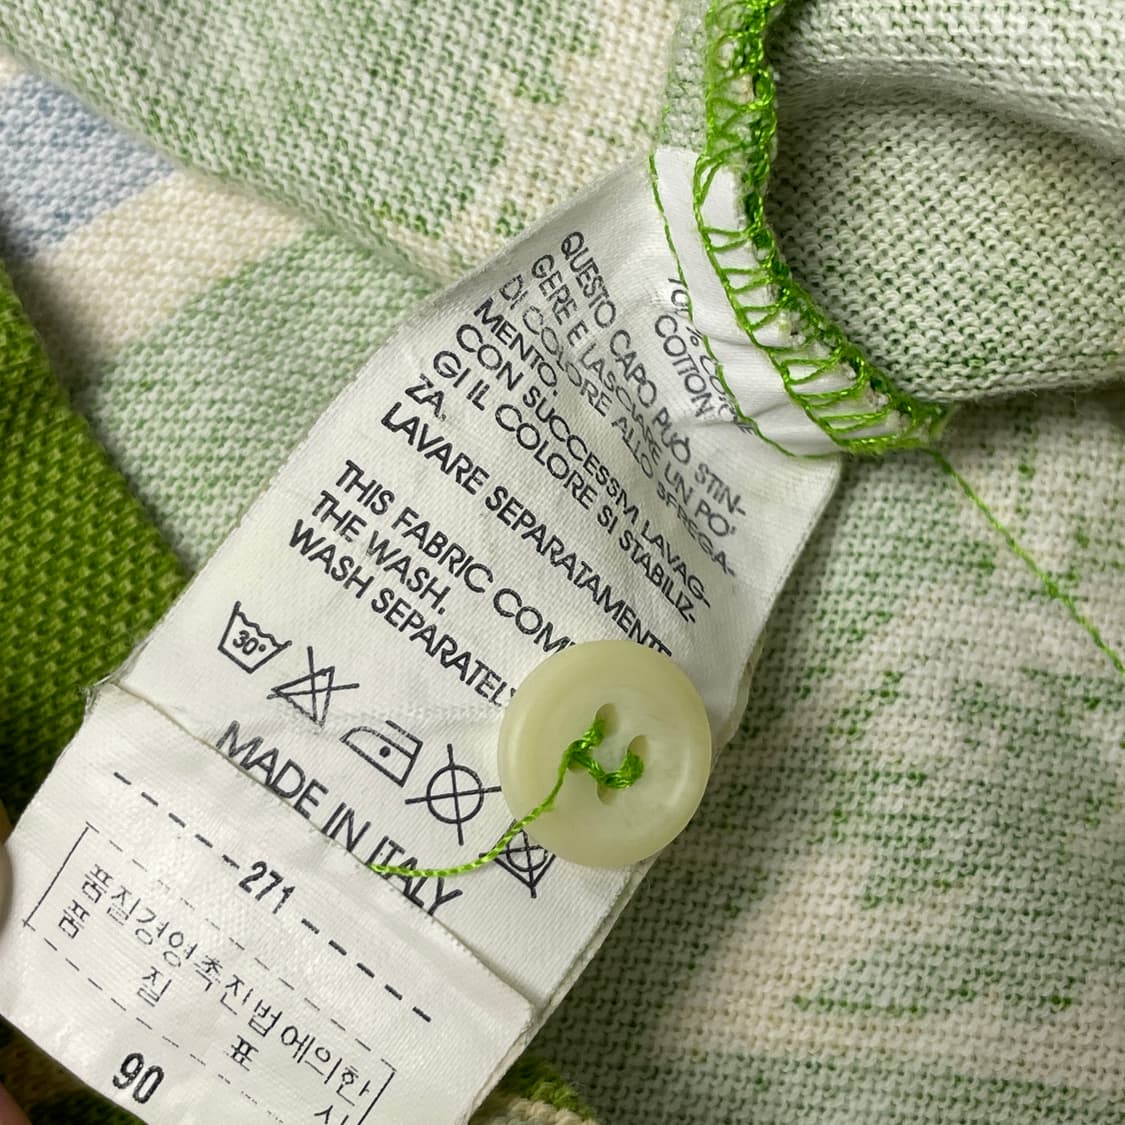 COTTON
QUESTO CAPO PUÒ STIN-
GERE E LASCIARE UN PO'
DI COLORE ALLO SFREGA-
MENTO.
CON SUCCESSIVI LAVAG-
GI IL COLORE SI STABILIZ-
ZA.
LAVARE SEPARATAMENTE
THIS FABRIC
THE WASH.
WASH SEPARATELY
30°
MADE IN ITALY
271
품질경영촉진법에의한
품 질 표 시
90